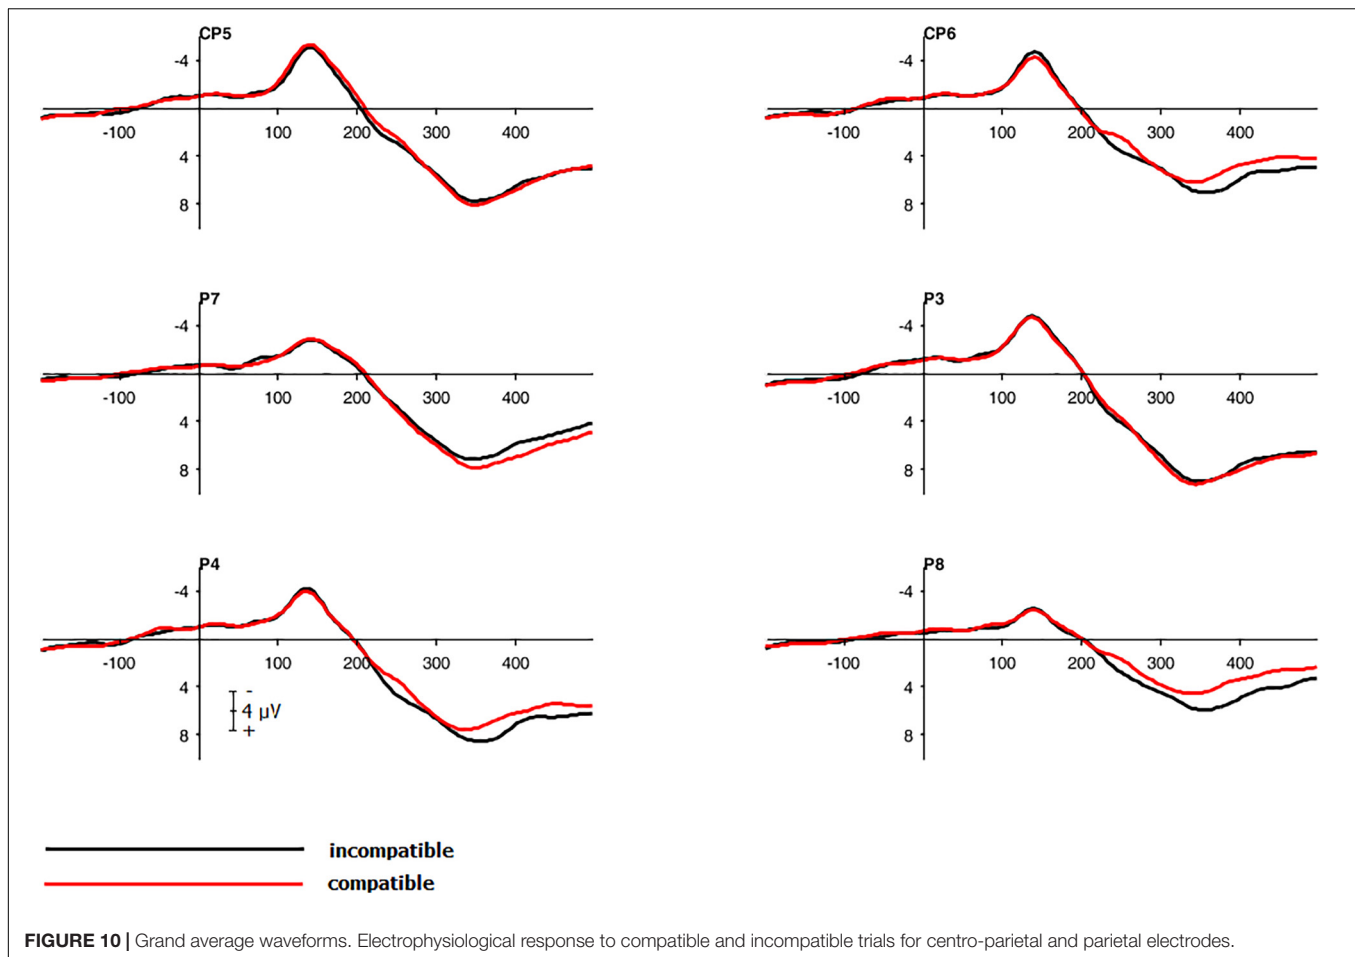 CP5
-4
-100 100 200 300 400
4
8
CP6
-4
-100 100 200 300 400
4
8
P7
-4
-100 100 200 300 400
4
8
P3
-4
-100 100 200 300 400
4
8
P4
-4
-100 100 200 300 400
4
8
-
4 µV
+
P8
-4
-100 100 200 300 400
4
8
incompatible
compatible
FIGURE 10 | Grand average waveforms. Electrophysiological response to compatible and incompatible trials for centro-parietal and parietal electrodes.